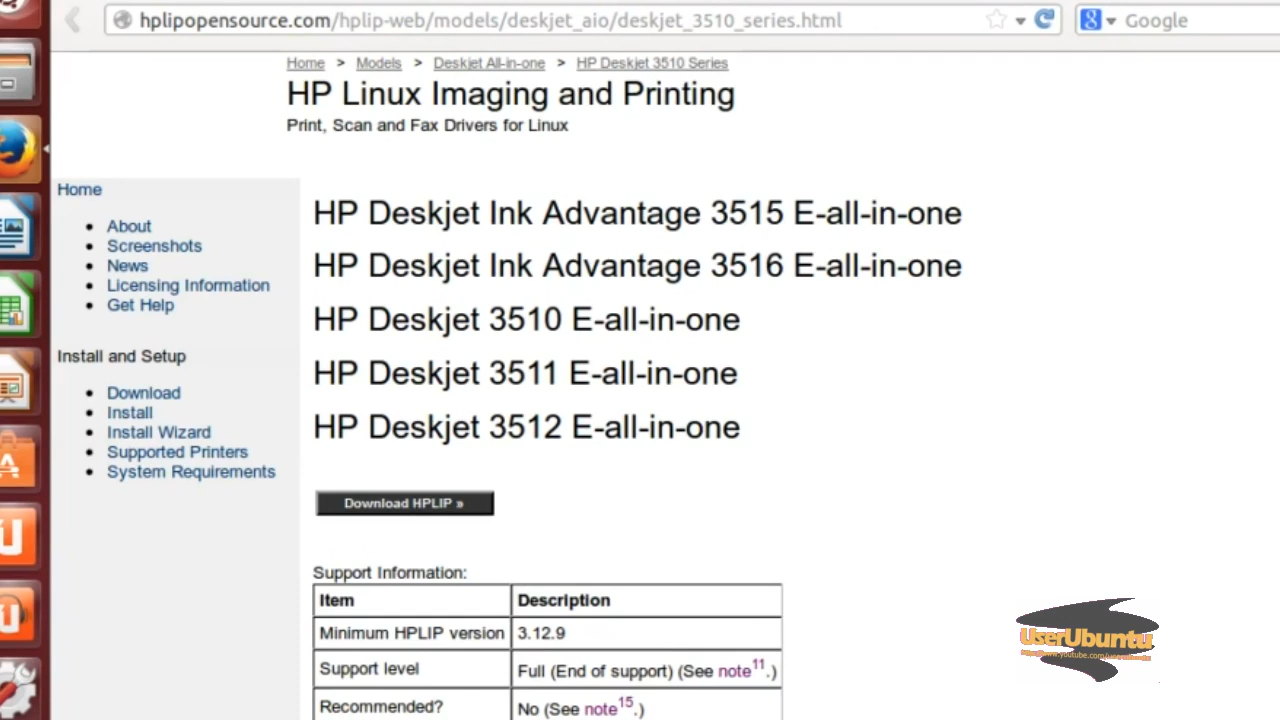 hplipopensource.com/hplip-web/models/deskjet_aio/deskjet_3510_series.html
Google
Home > Models > Deskjet All-in-one > HP Deskjet 3510 Series
HP Linux Imaging and Printing
Print, Scan and Fax Drivers for Linux
Home
About
Screenshots
News
Licensing Information
Get Help
Install and Setup
Download
Install
Install Wizard
Supported Printers
System Requirements
HP Deskjet Ink Advantage 3515 E-all-in-one
HP Deskjet Ink Advantage 3516 E-all-in-one
HP Deskjet 3510 E-all-in-one
HP Deskjet 3511 E-all-in-one
HP Deskjet 3512 E-all-in-one
Download HPLIP »
Support Information:
Item Description
Minimum HPLIP version 3.12.9
Support level Full (End of support) (See note11.)
Recommended? No (See note15.)
UserUbuntu